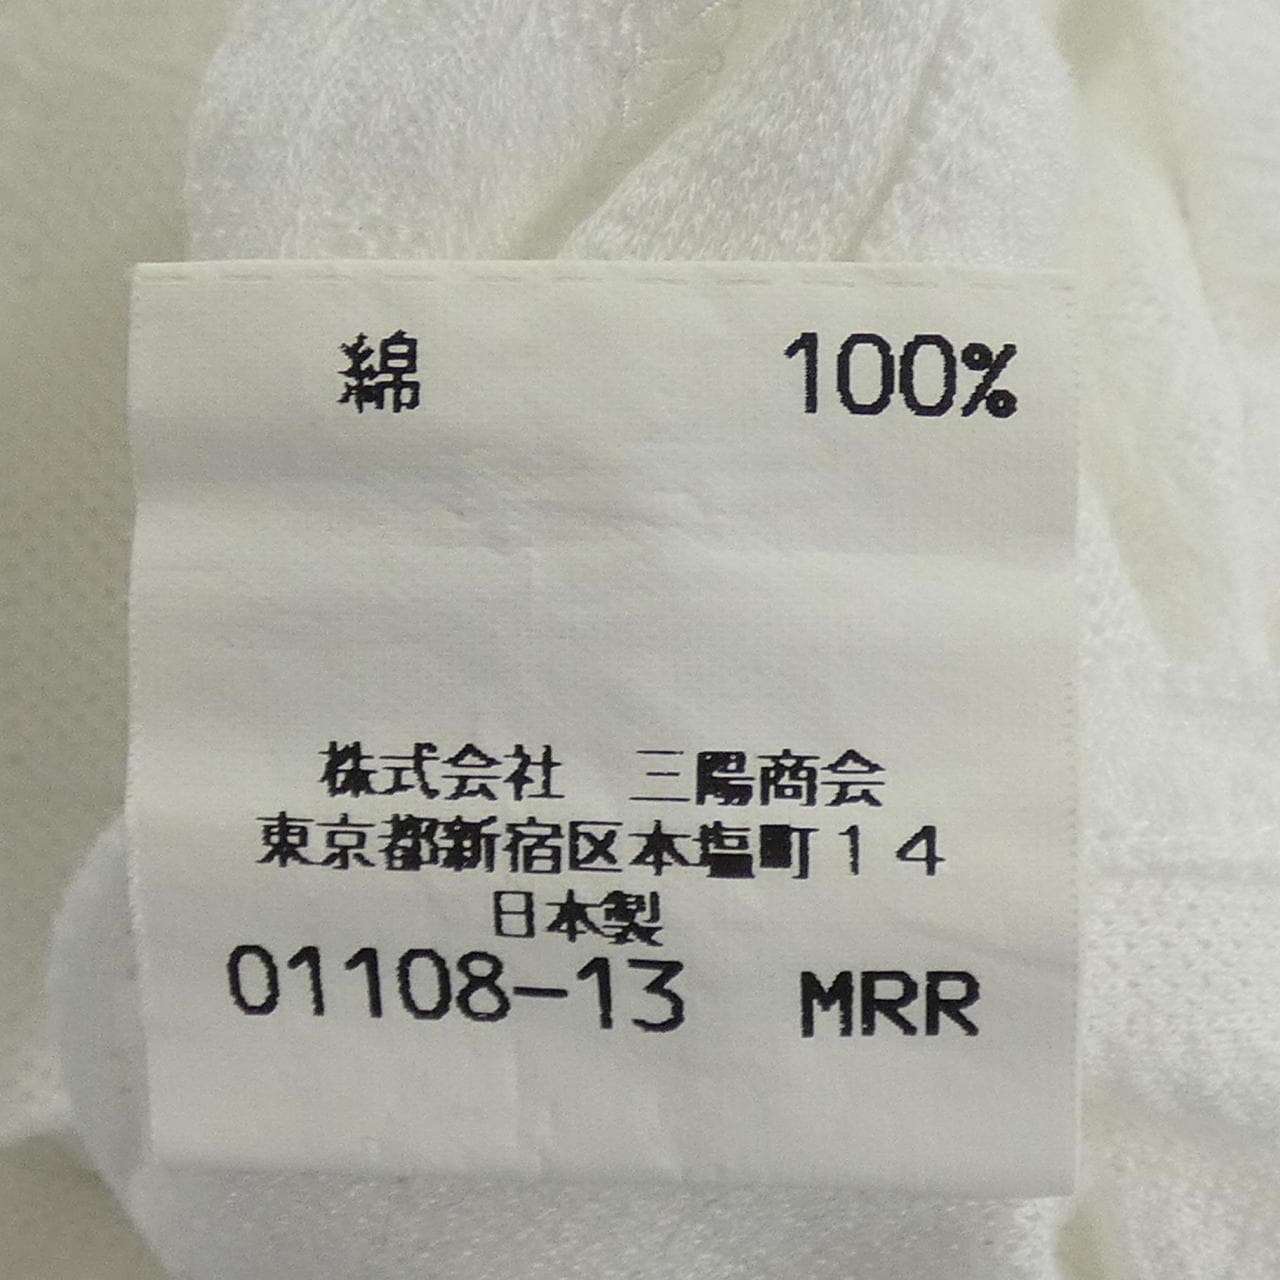 綿 100%
株式会社 三陽商会
東京都新宿区本塩町14
日本製
01108-13 MRR